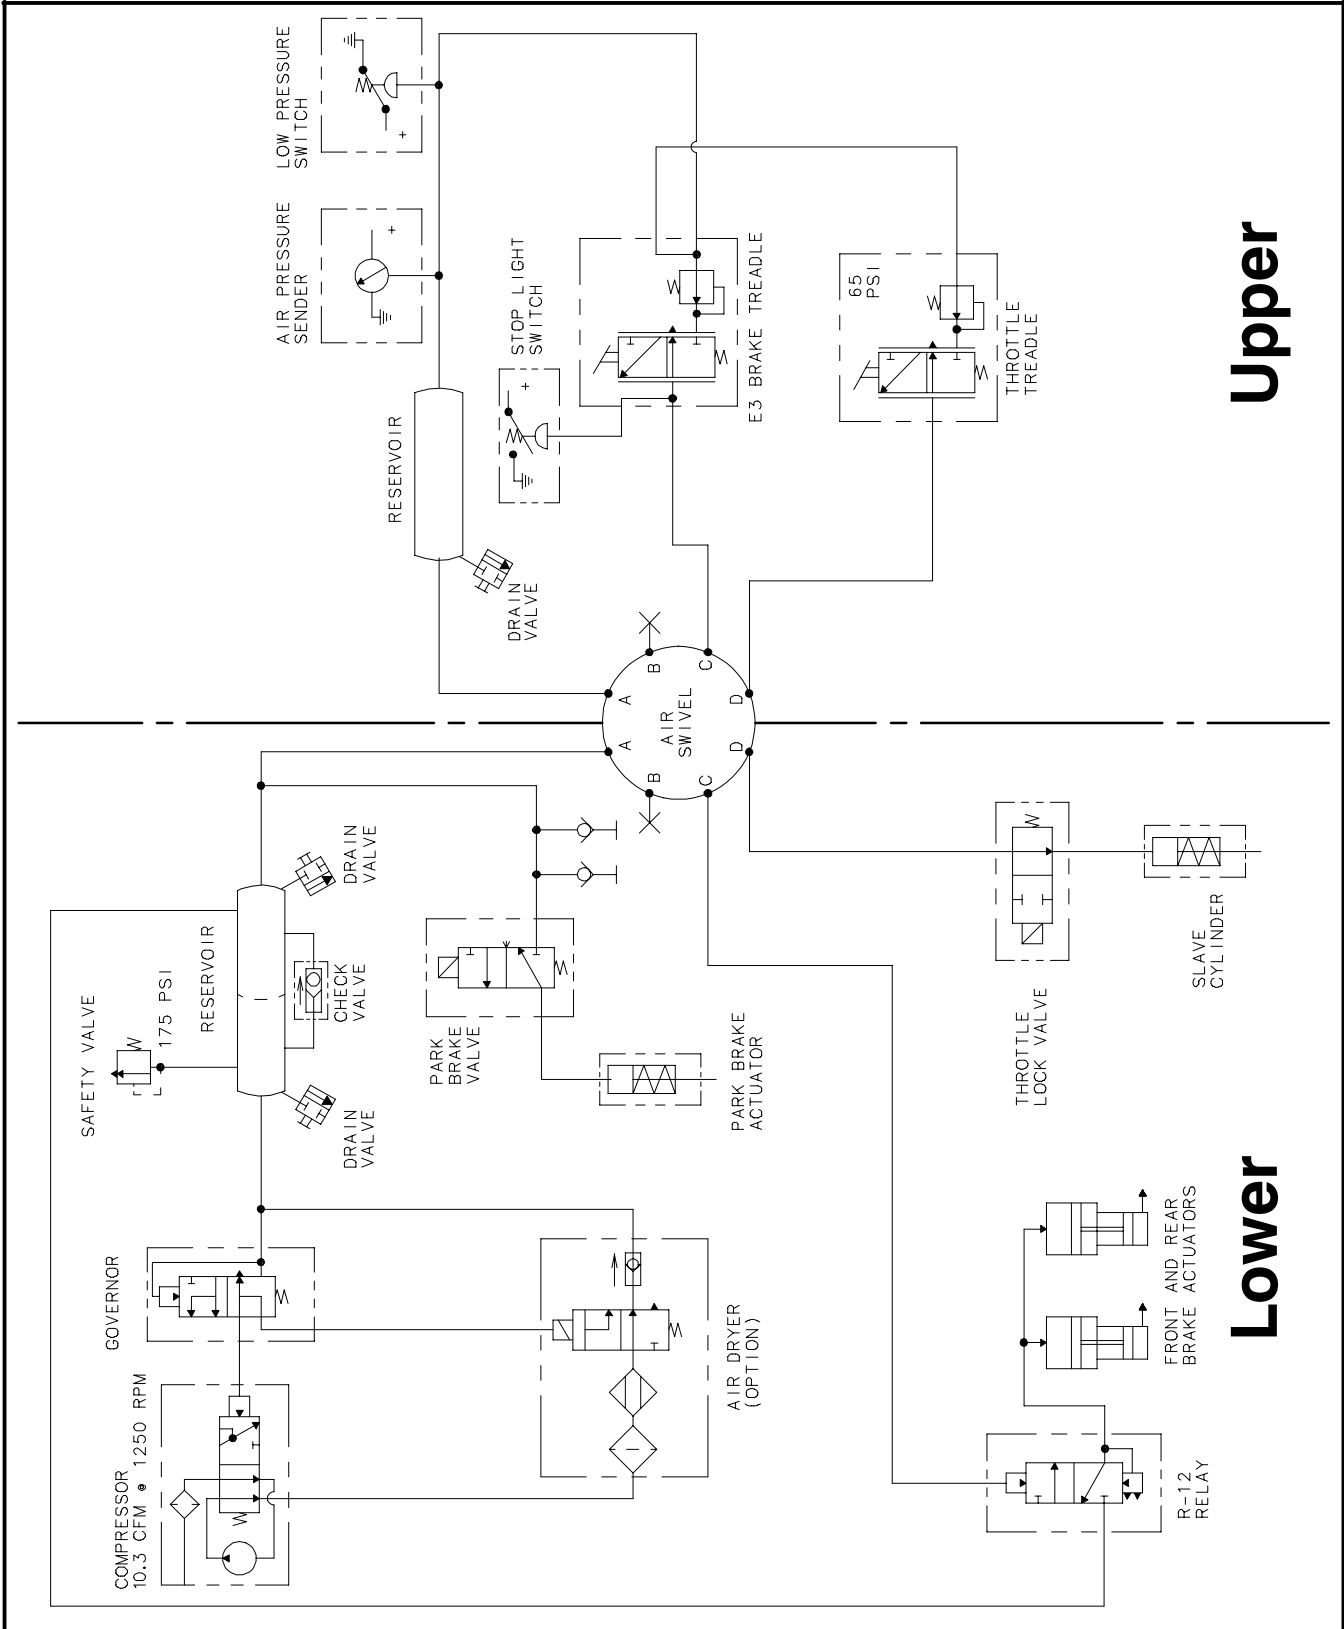 LOW PRESSURE
SWITCH
+
AIR PRESSURE
SENDER
+
STOP LIGHT
SWITCH
+
E3 BRAKE TREADLE
65
PSI
THROTTLE
TREADLE
RESERVOIR
DRAIN
VALVE
Upper
A
B
C
D
AIR
SWIVEL
A
B
C
D
DRAIN
VALVE
RESERVOIR
CHECK
VALVE
SAFETY VALVE
175 PSI
DRAIN
VALVE
PARK
BRAKE
VALVE
PARK BRAKE
ACTUATOR
THROTTLE
LOCK VALVE
SLAVE
CYLINDER
GOVERNOR
COMPRESSOR
10.3 CFM @ 1250 RPM
AIR DRYER
(OPTION)
FRONT AND REAR
BRAKE ACTUATORS
R-12
RELAY
Lower